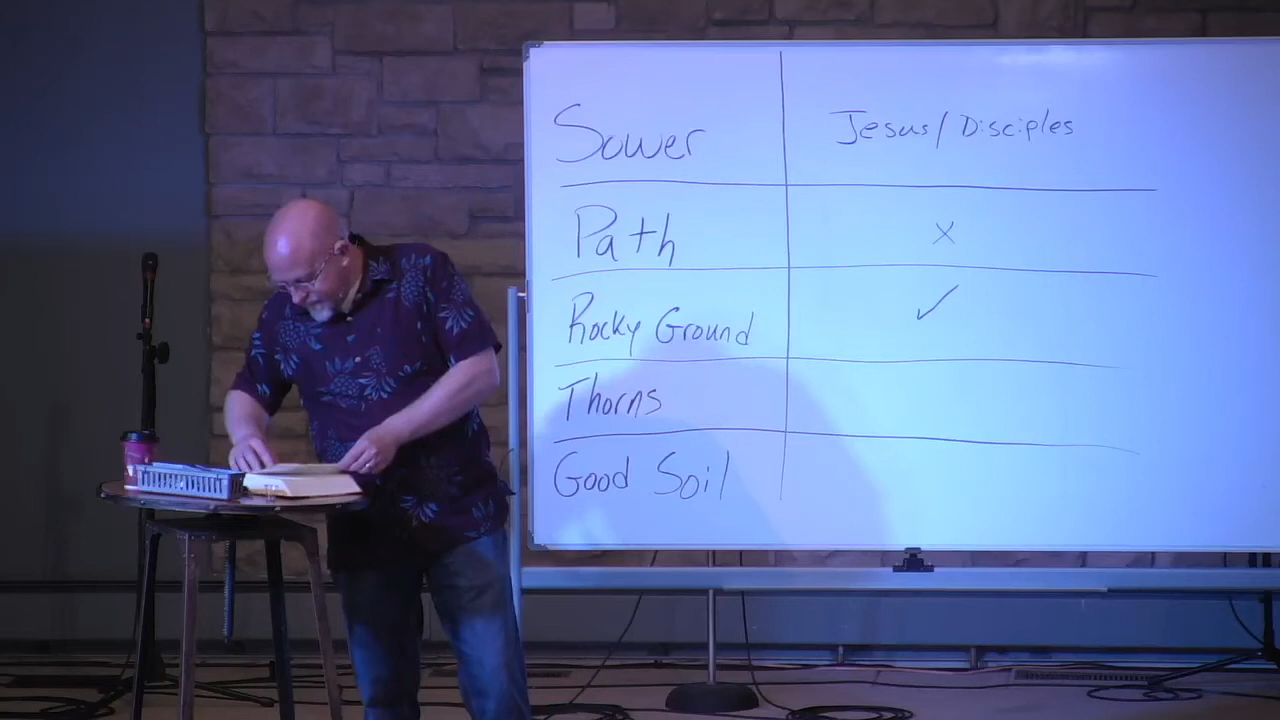 Sower Jesus/Disciples
Path x
Rocky Ground ✓
Thorns
Good Soil